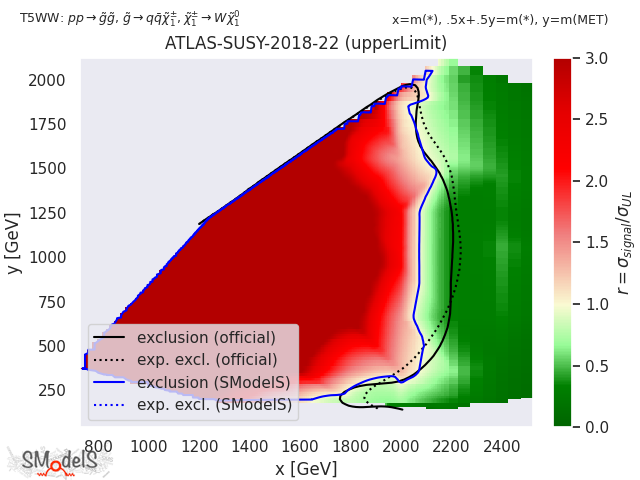 T5WW: pp → g̃g̃, g̃ → qq̄χ̃₁±, χ̃₁± → Wχ̃₁⁰ x=m(*), .5x+.5y=m(*), y=m(MET)
ATLAS-SUSY-2018-22 (upperLimit)
2000
1750
1500
1250
1000
750
500
250
y [GeV]
exclusion (official)
exp. excl. (official)
exclusion (SModelS)
exp. excl. (SModelS)
800 1000 1200 1400 1600 1800 2000 2200 2400
x [GeV]
3.0
2.5
2.0
1.5
1.0
0.5
0.0
r = σsignal/σUL
SModelS